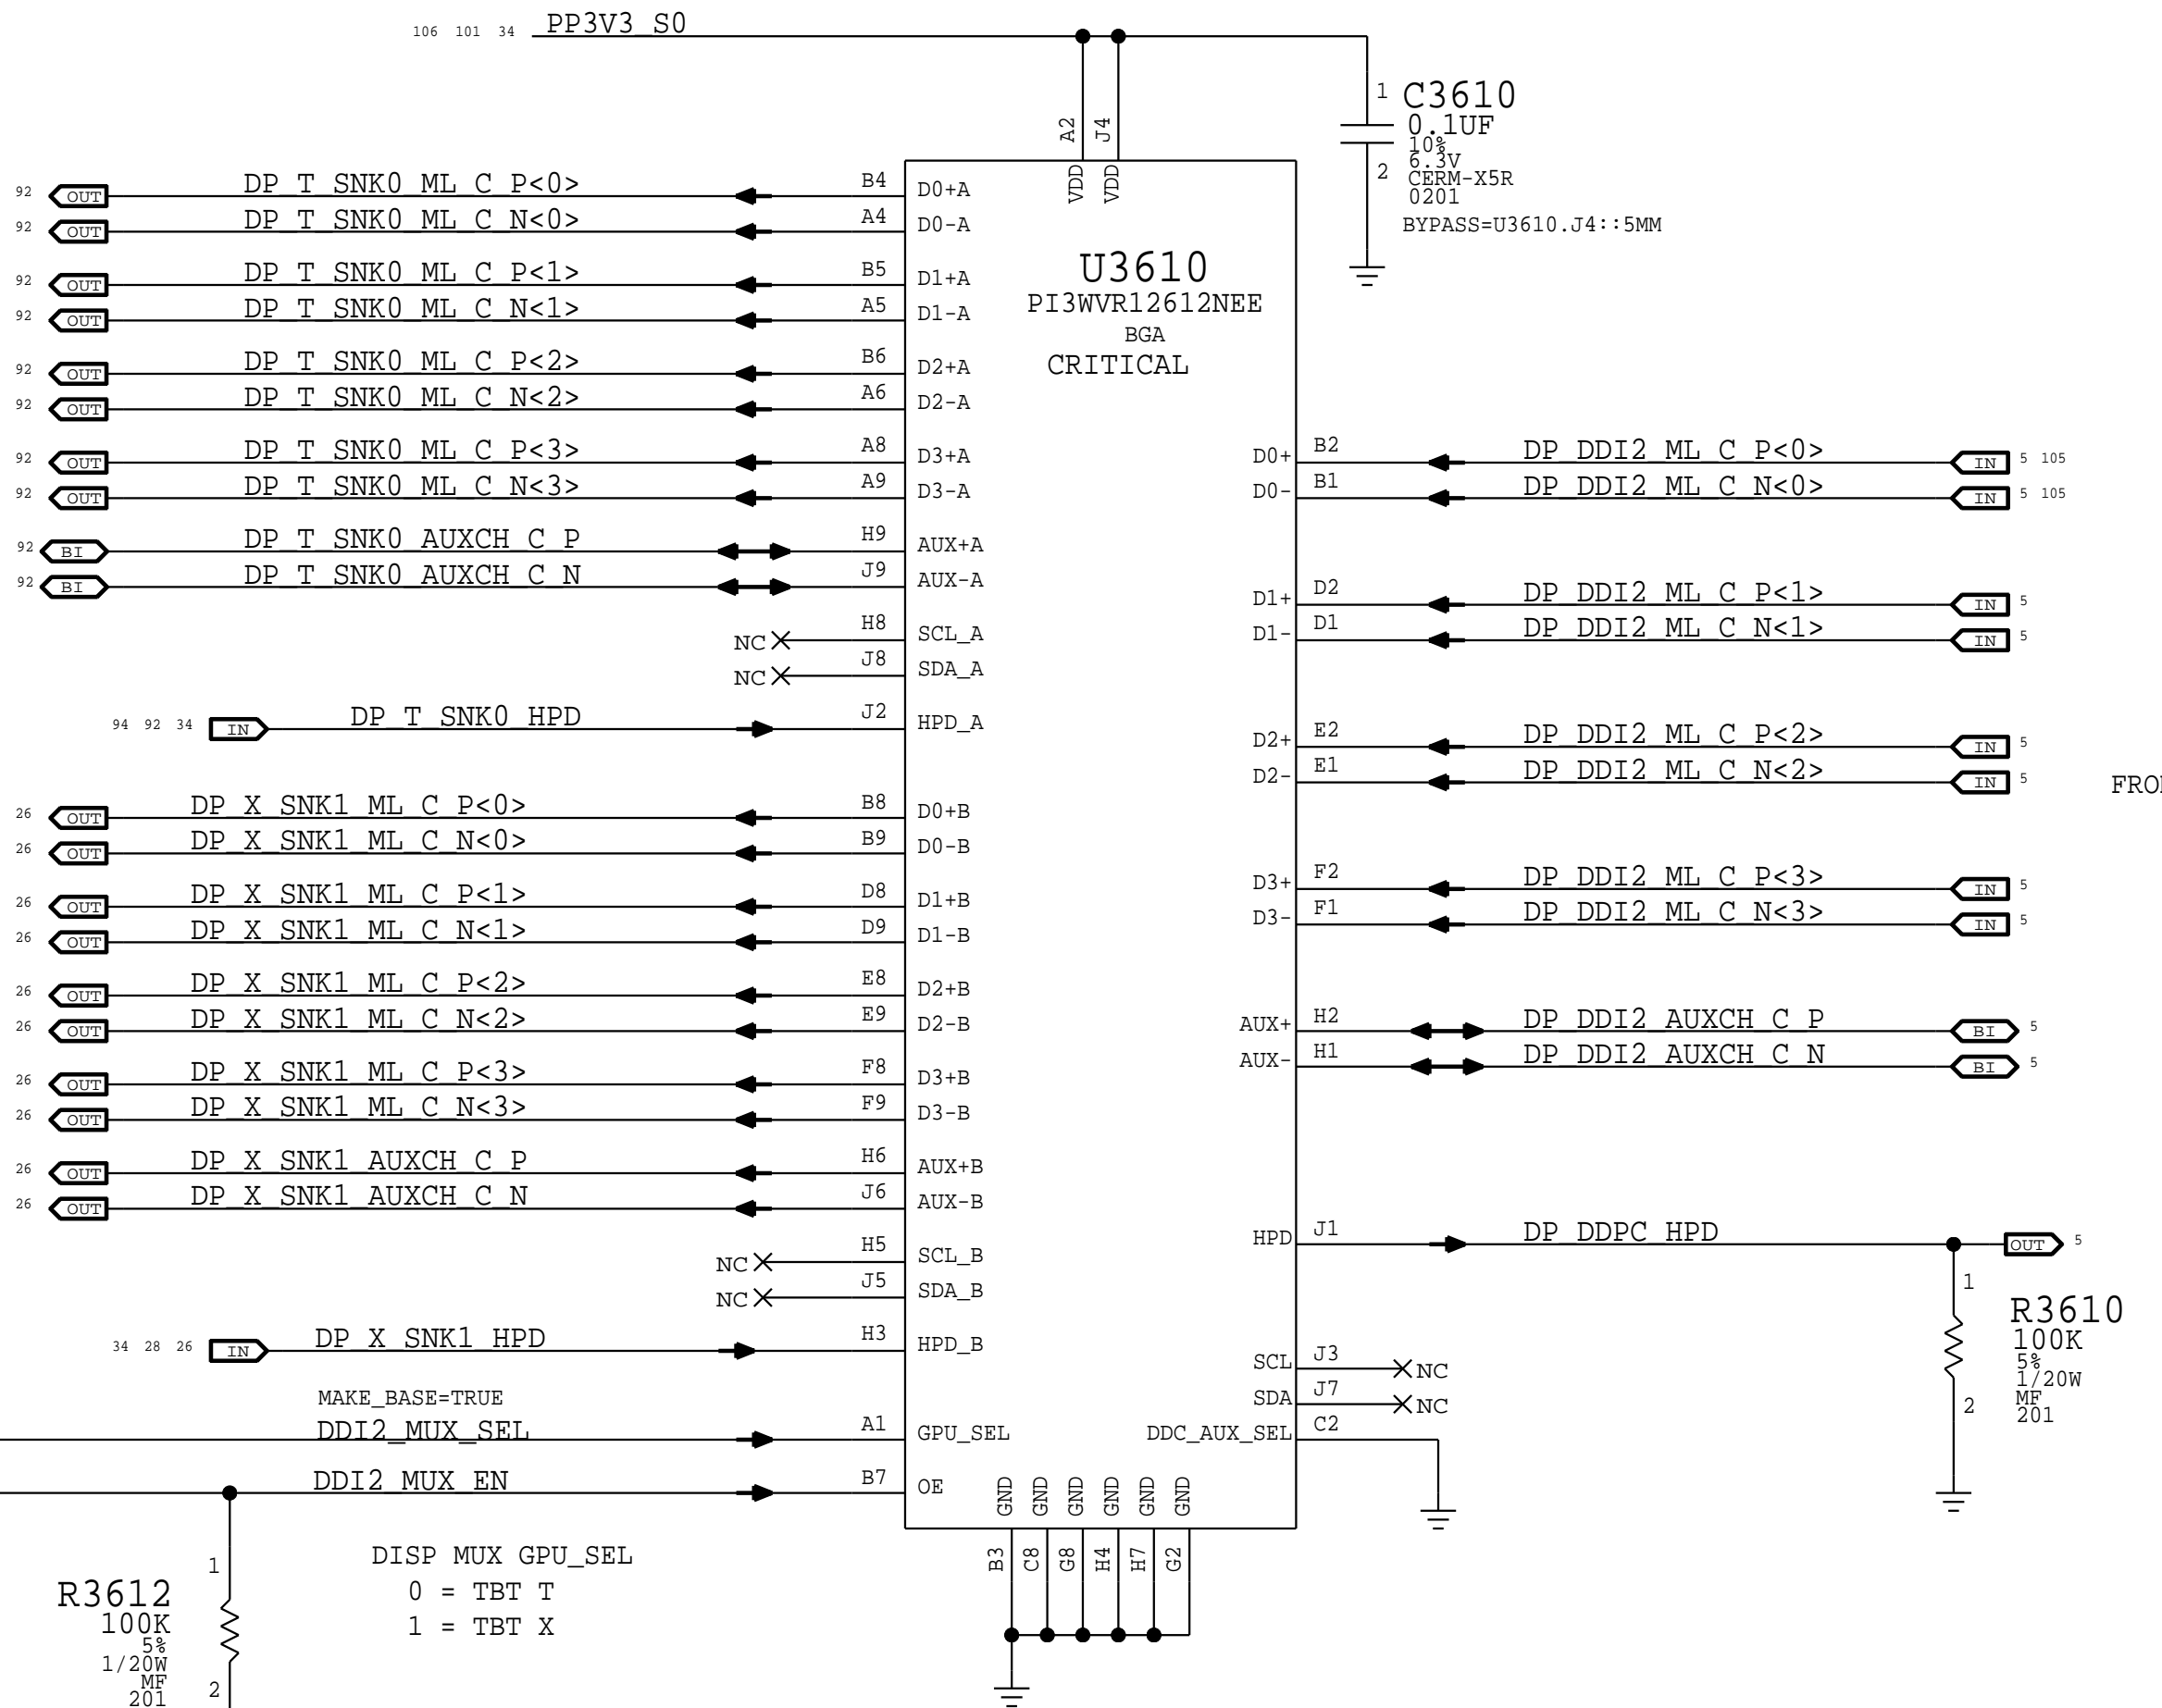 106 101 34 PP3V3_S0
A2 J4
VDD VDD
1 C3610
0.1UF
10%
6.3V
2 CERM-X5R
0201
BYPASS=U3610.J4::5MM
U3610
PI3WVR12612NEE
BGA
CRITICAL
92 OUT DP_T_SNK0_ML_C_P<0> B4 D0+A
92 OUT DP_T_SNK0_ML_C_N<0> A4 D0-A
92 OUT DP_T_SNK0_ML_C_P<1> B5 D1+A
92 OUT DP_T_SNK0_ML_C_N<1> A5 D1-A
92 OUT DP_T_SNK0_ML_C_P<2> B6 D2+A
92 OUT DP_T_SNK0_ML_C_N<2> A6 D2-A
92 OUT DP_T_SNK0_ML_C_P<3> A8 D3+A
92 OUT DP_T_SNK0_ML_C_N<3> A9 D3-A
92 BI DP_T_SNK0_AUXCH_C_P H9 AUX+A
92 BI DP_T_SNK0_AUXCH_C_N J9 AUX-A
NC H8 SCL_A
NC J8 SDA_A
94 92 34 IN DP_T_SNK0_HPD J2 HPD_A
26 OUT DP_X_SNK1_ML_C_P<0> B8 D0+B
26 OUT DP_X_SNK1_ML_C_N<0> B9 D0-B
26 OUT DP_X_SNK1_ML_C_P<1> D8 D1+B
26 OUT DP_X_SNK1_ML_C_N<1> D9 D1-B
26 OUT DP_X_SNK1_ML_C_P<2> E8 D2+B
26 OUT DP_X_SNK1_ML_C_N<2> E9 D2-B
26 OUT DP_X_SNK1_ML_C_P<3> F8 D3+B
26 OUT DP_X_SNK1_ML_C_N<3> F9 D3-B
26 OUT DP_X_SNK1_AUXCH_C_P H6 AUX+B
26 OUT DP_X_SNK1_AUXCH_C_N J6 AUX-B
NC H5 SCL_B
NC J5 SDA_B
34 28 26 IN DP_X_SNK1_HPD H3 HPD_B
MAKE_BASE=TRUE
DDI2_MUX_SEL A1 GPU_SEL
DDI2_MUX_EN B7 OE
D0+ B2 DP_DDI2_ML_C_P<0> IN 5 105
D0- B1 DP_DDI2_ML_C_N<0> IN 5 105
D1+ D2 DP_DDI2_ML_C_P<1> IN 5
D1- D1 DP_DDI2_ML_C_N<1> IN 5
D2+ E2 DP_DDI2_ML_C_P<2> IN 5
D2- E1 DP_DDI2_ML_C_N<2> IN 5
D3+ F2 DP_DDI2_ML_C_P<3> IN 5
D3- F1 DP_DDI2_ML_C_N<3> IN 5
AUX+ H2 DP_DDI2_AUXCH_C_P BI 5
AUX- H1 DP_DDI2_AUXCH_C_N BI 5
HPD J1 DP_DDPC_HPD OUT 5
SCL J3 NC
SDA J7 NC
DDC_AUX_SEL C2
1 R3610
100K
5%
1/20W
2 MF
201
GND GND GND GND GND GND
B3 C8 G8 H4 H7 G2
DISP MUX GPU_SEL
0 = TBT T
1 = TBT X
R3612 1
100K
5%
1/20W
MF
201 2